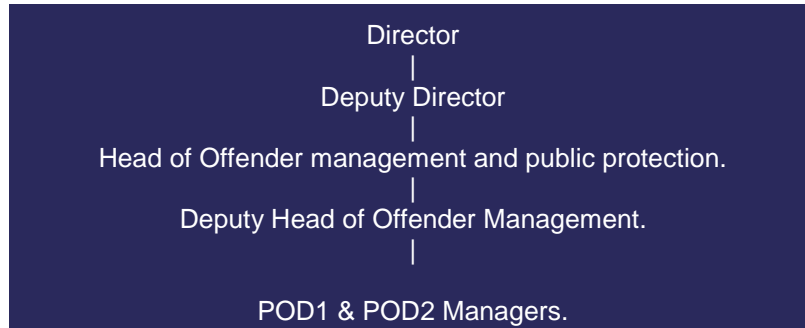 Director
|
Deputy Director
|
Head of Offender management and public protection.
|
Deputy Head of Offender Management.
|
POD1 & POD2 Managers.